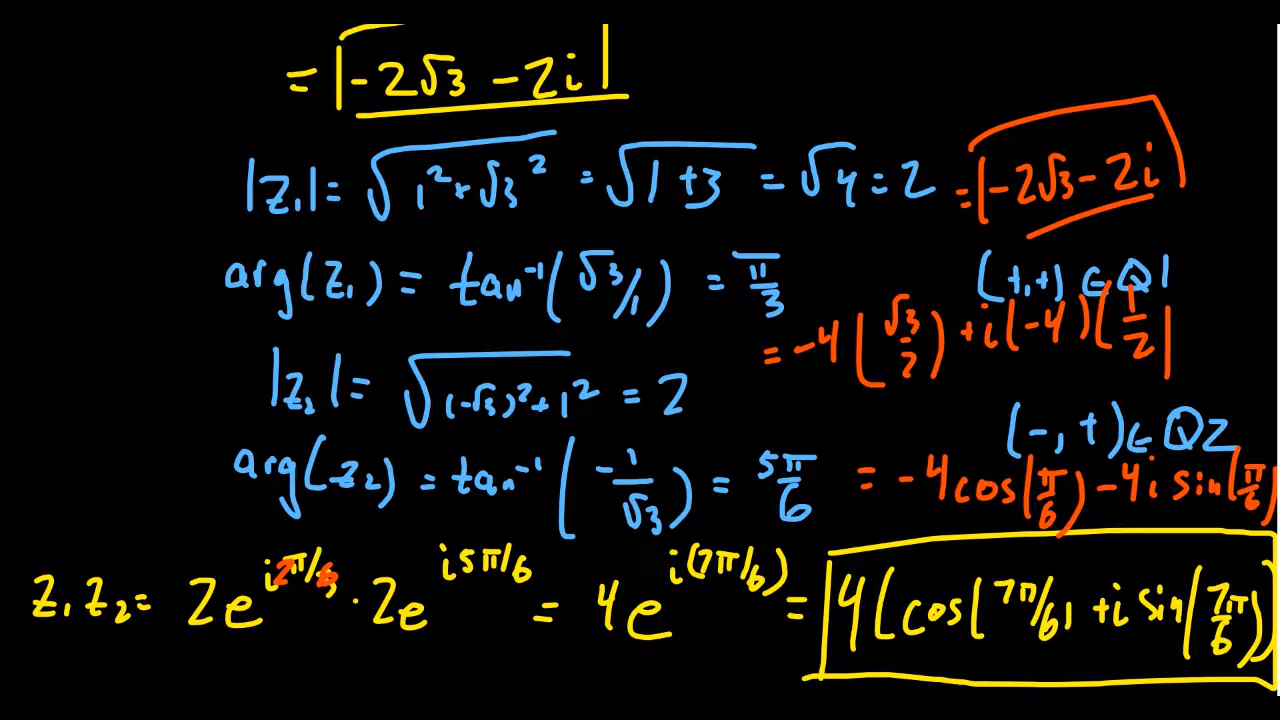 = |-2√3 - 2i|
|z₁| = √(1² + √3²) = √(1+3) = √4 = 2
= |-2√3 - 2i|
arg(z₁) = tan⁻¹(√3/1) = π/3
(+,+) ∈ Q1
= -4(√3/2) + i(-4)(1/2)
|z₂| = √((-√3)² + 1²) = 2
(-,+) ∈ Q2
arg(z₂) = tan⁻¹(-1/√3) = 5π/6
= -4cos(π/6) - 4i sin(π/6)
z₁z₂ = 2e^(i2π/6) · 2e^(i5π/6) = 4e^(i(7π/6)) = 4(cos(7π/6) + i sin(7π/6))